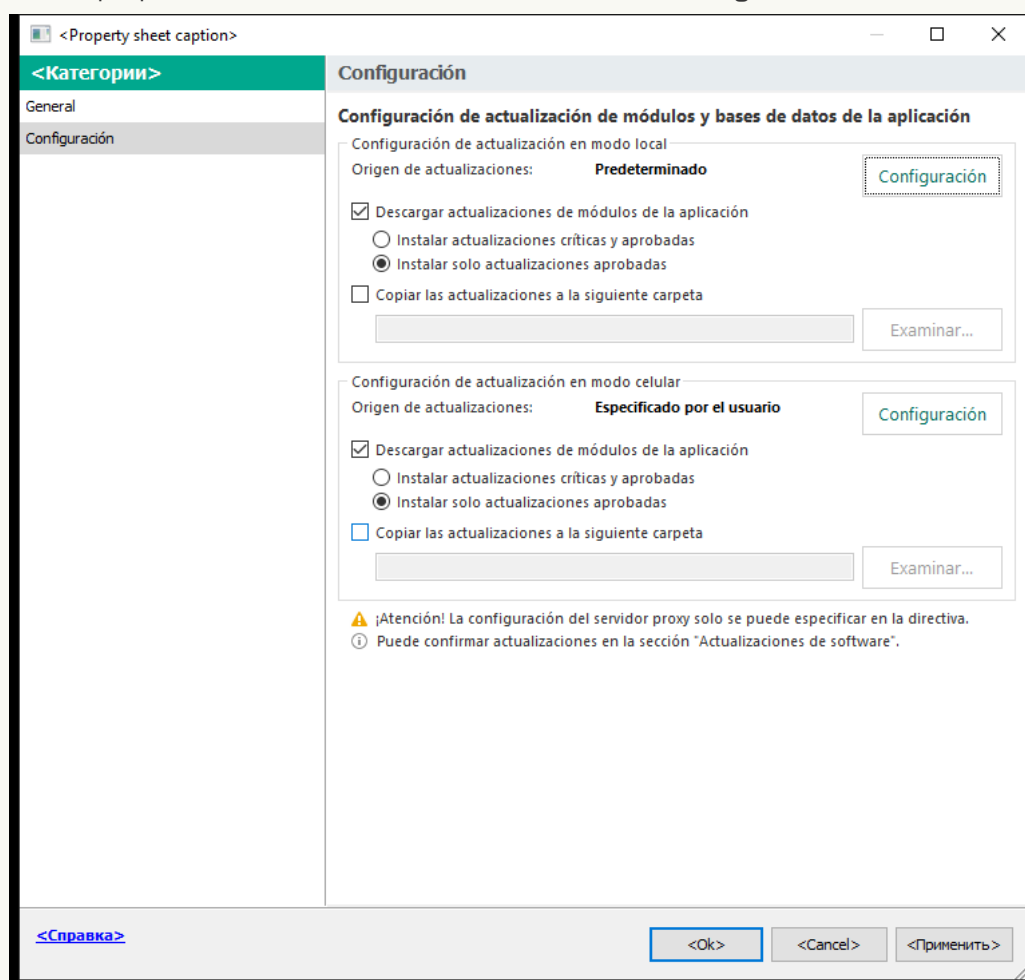 <Property sheet caption>
<Категории>
General
Configuración
Configuración
Configuración de actualización de módulos y bases de datos de la aplicación
Configuración de actualización en modo local
Origen de actualizaciones: Predeterminado
Configuración
Descargar actualizaciones de módulos de la aplicación
Instalar actualizaciones críticas y aprobadas
Instalar solo actualizaciones aprobadas
Copiar las actualizaciones a la siguiente carpeta
Examinar...
Configuración de actualización en modo celular
Origen de actualizaciones: Especificado por el usuario
Configuración
Descargar actualizaciones de módulos de la aplicación
Instalar actualizaciones críticas y aprobadas
Instalar solo actualizaciones aprobadas
Copiar las actualizaciones a la siguiente carpeta
Examinar...
¡Atención! La configuración del servidor proxy solo se puede especificar en la directiva.
Puede confirmar actualizaciones en la sección "Actualizaciones de software".
<Справка>
<Ok> <Cancel> <Применить>